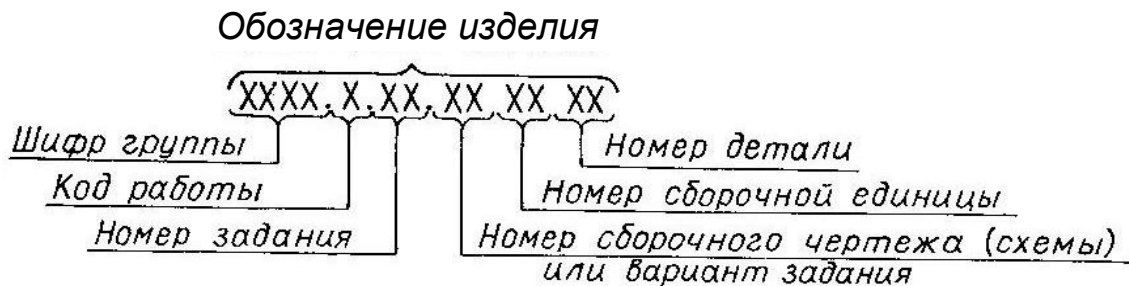 Обозначение изделия
XXXX.X.XX.XX XX XX
Шифр группы
Номер детали
Код работы
Номер сборочной единицы
Номер задания
Номер сборочного чертежа (схемы)
или вариант задания